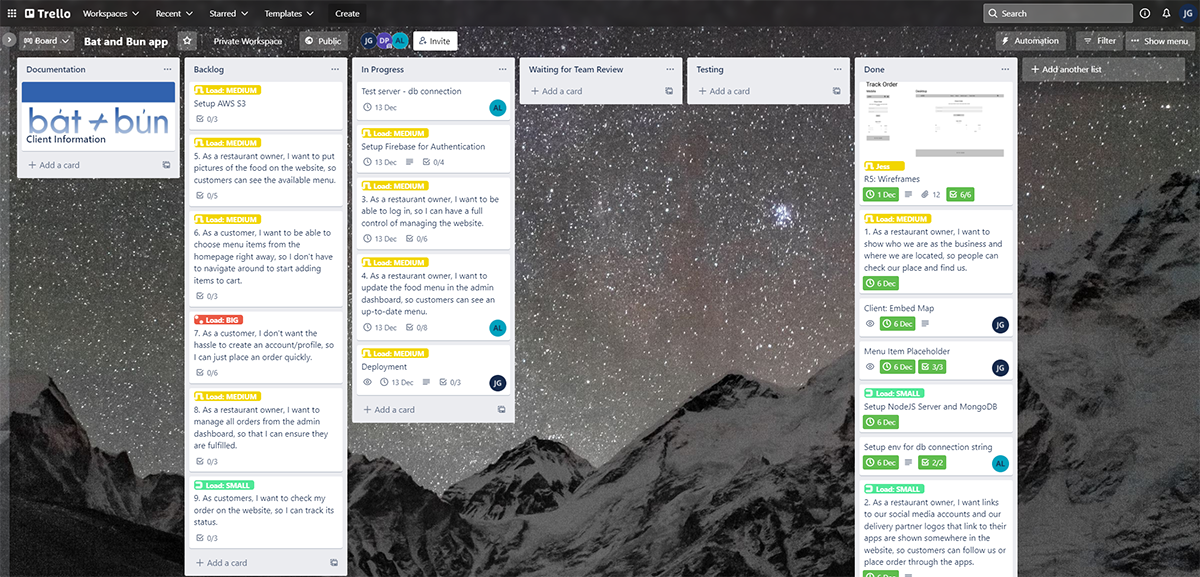 Trello
Workspaces
Recent
Starred
Templates
Create
Search
JG
Board
Bat and Bun app
Private Workspace
Public
JG
DP
AL
Invite
Automation
Filter
Show menu
Documentation
bát ≠ bún
Client Information
Add a card
Backlog
Load: MEDIUM
Setup AWS S3
0/3
Load: MEDIUM
5. As a restaurant owner, I want to put
pictures of the food on the website, so
customers can see the available menu.
0/5
Load: MEDIUM
6. As a customer, I want to be able to
choose menu items from the
homepage right away, so I don't have
to navigate around to start adding
items to cart.
0/3
Load: BIG
7. As a customer, I don't want the
hassle to create an account/profile, so
I can just place an order quickly.
0/6
Load: MEDIUM
8. As a restaurant owner, I want to
manage all orders from the admin
dashboard, so that I can ensure they
are fulfilled.
0/3
Load: SMALL
9. As customers, I want to check my
order on the website, so I can track its
status.
0/3
Add a card
In Progress
Test server - db connection
13 Dec
AL
Load: MEDIUM
Setup Firebase for Authentication
13 Dec
0/4
Load: MEDIUM
3. As a restaurant owner, I want to be
able to log in, so I can have a full
control of managing the website.
13 Dec
0/6
Load: MEDIUM
4. As a restaurant owner, I want to
update the food menu in the admin
dashboard, so customers can see an
up-to-date menu.
13 Dec
0/8
AL
Load: MEDIUM
Deployment
13 Dec
0/3
JG
Add a card
Waiting for Team Review
Add a card
Testing
Add a card
Done
Track Order
Jess
R5: Wireframes
1 Dec
12
6/6
Load: MEDIUM
1. As a restaurant owner, I want to
show who we are as the business and
where we are located, so people can
check our place and find us.
6 Dec
Client: Embed Map
6 Dec
JG
Menu Item Placeholder
6 Dec
3/3
JG
Load: SMALL
Setup NodeJS Server and MongoDB
6 Dec
Setup env for db connection string
6 Dec
2/2
AL
Load: SMALL
2. As a restaurant owner, I want links
to our social media accounts and our
delivery partner logos that link to their
apps are shown somewhere in the
website, so customers can follow us or
place order through the apps.
6 Dec
Add another list